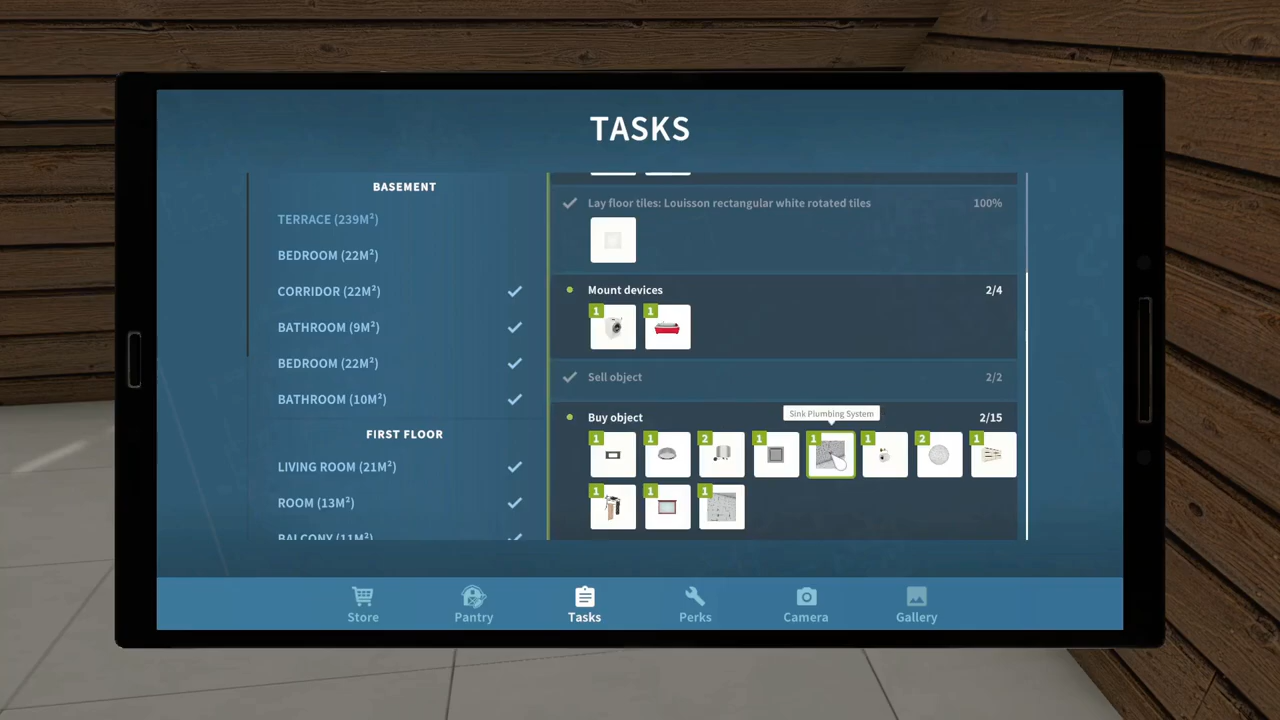 TASKS
BASEMENT
TERRACE (239M²)
BEDROOM (22M²)
CORRIDOR (22M²)
BATHROOM (9M²)
BEDROOM (22M²)
BATHROOM (10M²)
FIRST FLOOR
LIVING ROOM (21M²)
ROOM (13M²)
BALCONY (11M²)
Lay floor tiles: Louisson rectangular white rotated tiles 100%
Mount devices 2/4
1 1
Sell object 2/2
Sink Plumbing System
Buy object 2/15
1 1 2 1 1 1 2 1
1 1 1
Store Pantry Tasks Perks Camera Gallery